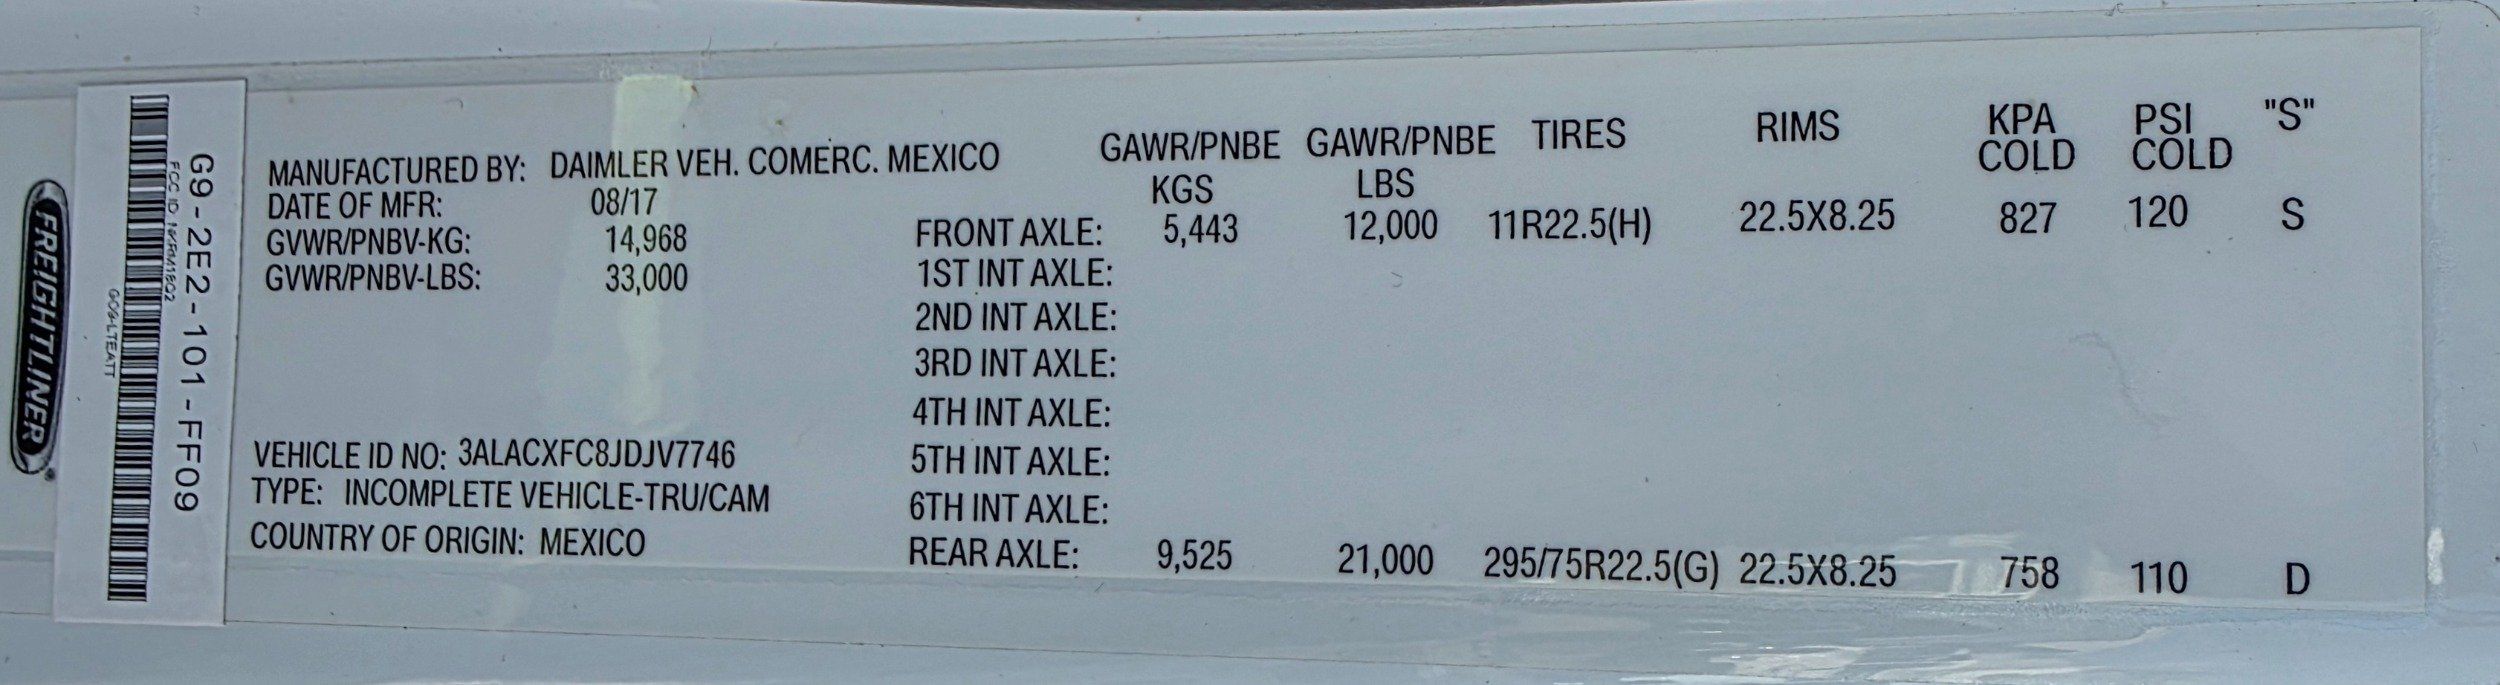 FREIGHTLINER
G9-2E2-101-FF09
FCC ID NKRM18Q2
G09-LTEATT
MANUFACTURED BY: DAIMLER VEH. COMERC. MEXICO
DATE OF MFR: 08/17
GVWR/PNBV-KG: 14,968
GVWR/PNBV-LBS: 33,000
VEHICLE ID NO: 3ALACXFC8JDJV7746
TYPE: INCOMPLETE VEHICLE-TRU/CAM
COUNTRY OF ORIGIN: MEXICO
GAWR/PNBE GAWR/PNBE TIRES RIMS KPA PSI "S"
KGS LBS COLD COLD
FRONT AXLE: 5,443 12,000 11R22.5(H) 22.5X8.25 827 120 S
1ST INT AXLE:
2ND INT AXLE:
3RD INT AXLE:
4TH INT AXLE:
5TH INT AXLE:
6TH INT AXLE:
REAR AXLE: 9,525 21,000 295/75R22.5(G) 22.5X8.25 758 110 D